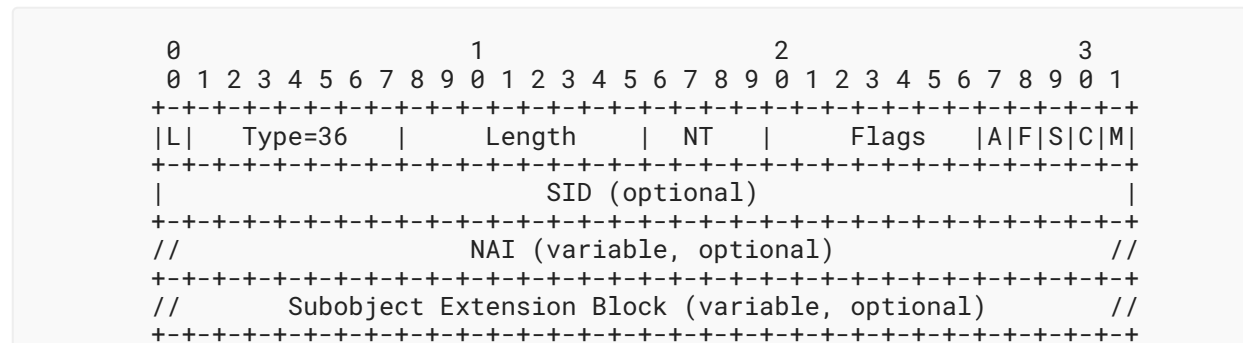 0                   1                   2                   3
 0 1 2 3 4 5 6 7 8 9 0 1 2 3 4 5 6 7 8 9 0 1 2 3 4 5 6 7 8 9 0 1
+-+-+-+-+-+-+-+-+-+-+-+-+-+-+-+-+-+-+-+-+-+-+-+-+-+-+-+-+-+-+-+-+
|L|   Type=36   |     Length    |  NT   |     Flags     |A|F|S|C|M|
+-+-+-+-+-+-+-+-+-+-+-+-+-+-+-+-+-+-+-+-+-+-+-+-+-+-+-+-+-+-+-+-+
|                         SID (optional)                        |
+-+-+-+-+-+-+-+-+-+-+-+-+-+-+-+-+-+-+-+-+-+-+-+-+-+-+-+-+-+-+-+-+
//                   NAI (variable, optional)                  //
+-+-+-+-+-+-+-+-+-+-+-+-+-+-+-+-+-+-+-+-+-+-+-+-+-+-+-+-+-+-+-+-+
//       Subobject Extension Block (variable, optional)        //
+-+-+-+-+-+-+-+-+-+-+-+-+-+-+-+-+-+-+-+-+-+-+-+-+-+-+-+-+-+-+-+-+